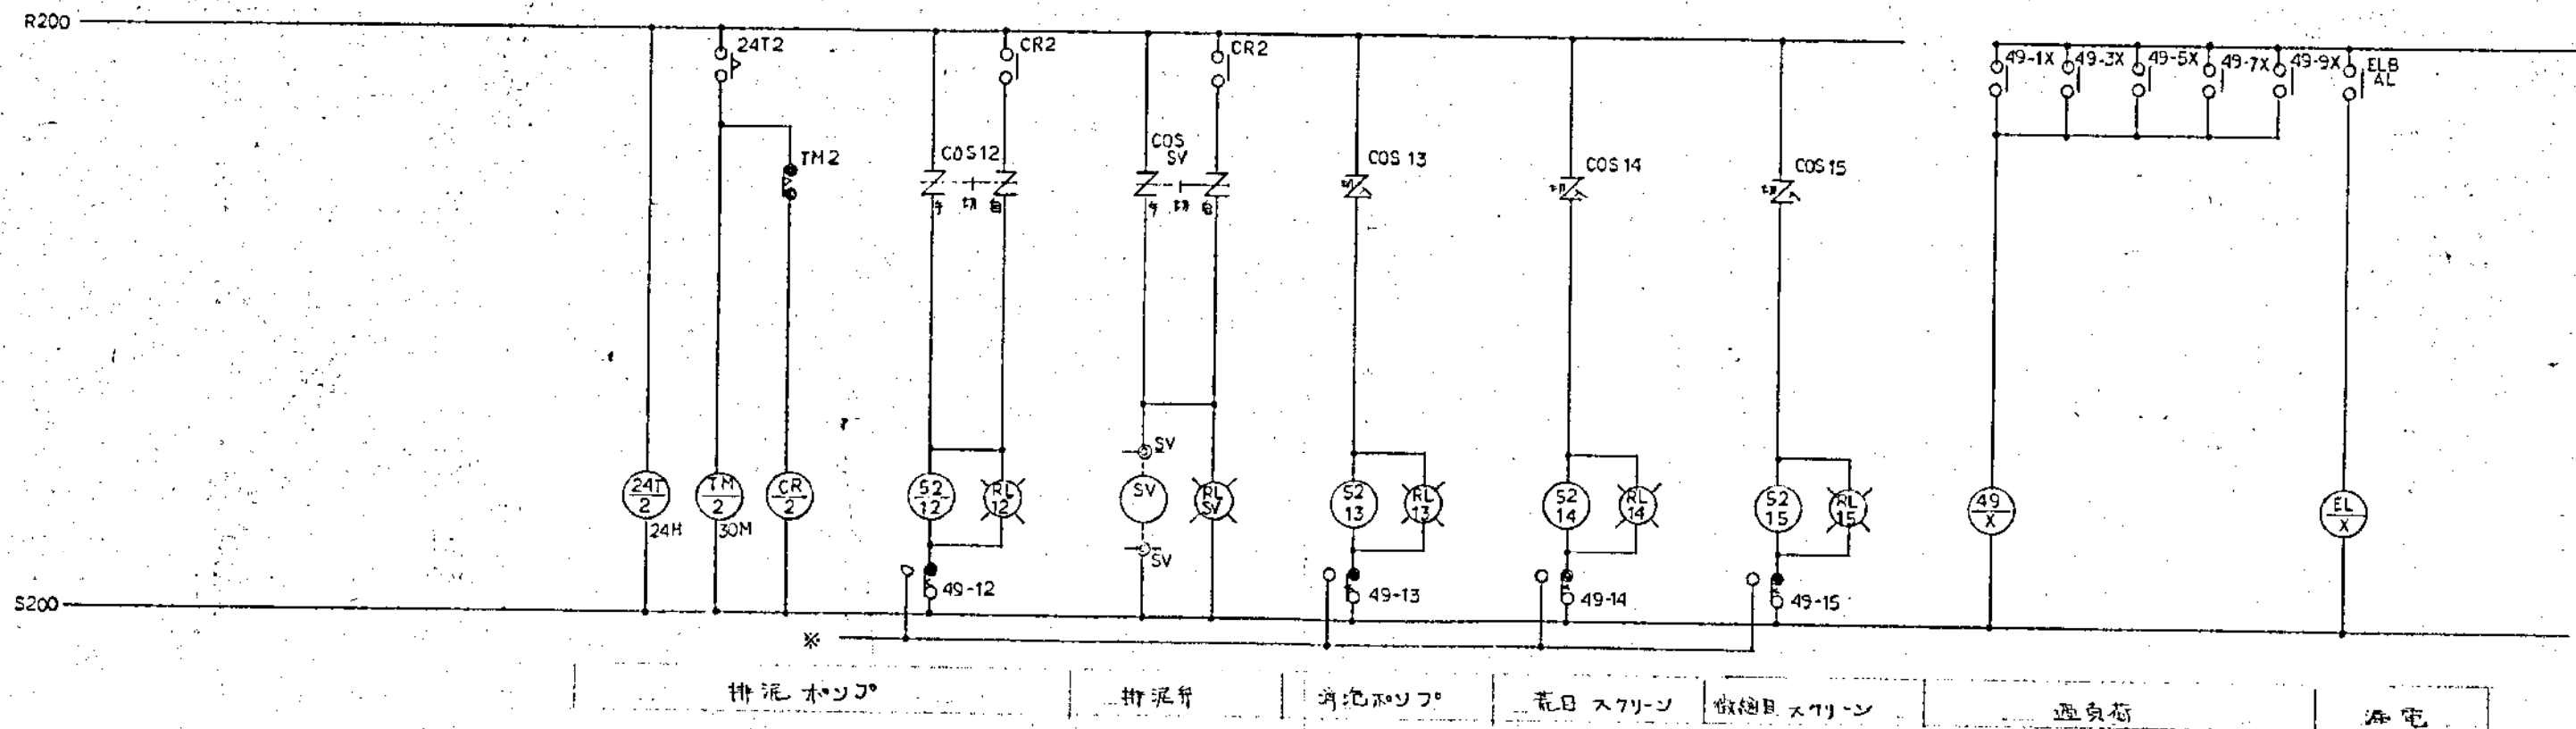 R200
24T2
CR2
CR2
49-1X
49-3X
49-5X
49-7X
49-9X
ELB
AL
TM2
COS12
COS
SV
COS 13
COS 14
COS 15
手 切 自
手 切 自
切
切
切
SV
24T
2
24H
TM
2
30M
CR
2
52
12
RL
12
SV
RL
SV
52
13
RL
13
52
14
RL
14
52
15
RL
15
49
X
EL
X
49-12
SV
49-13
49-14
49-15
S200
※
排泥ポンプ
排泥弁
消泡ポンプ
荒目スクリーン
微細目スクリーン
過負荷
漏電